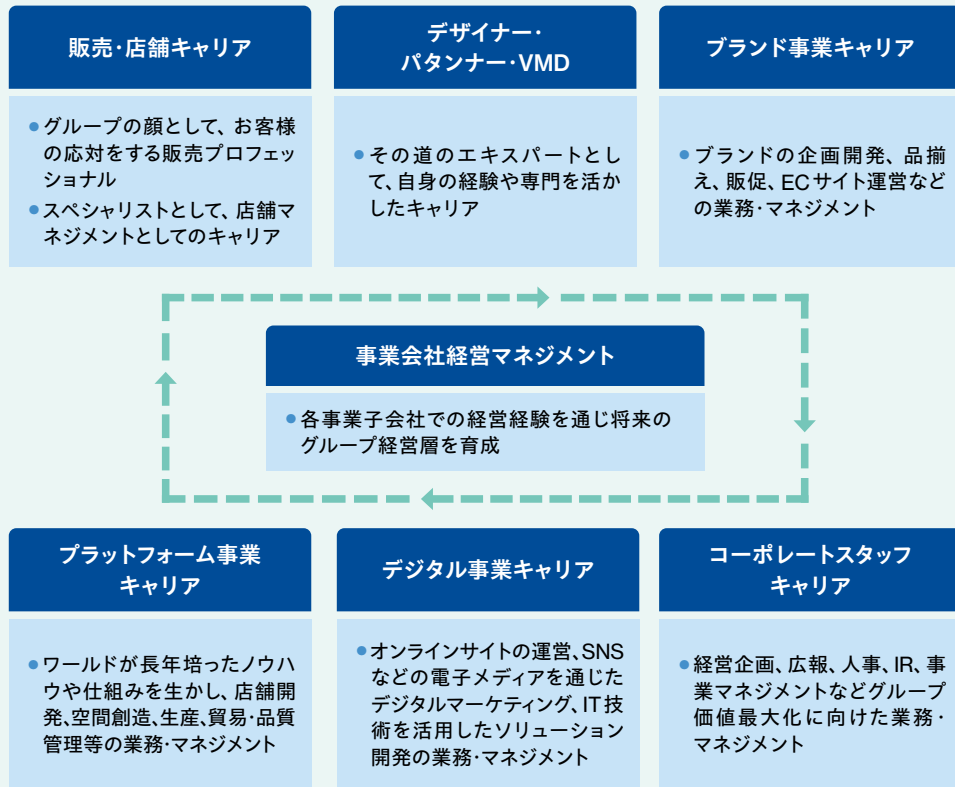 販売・店舗キャリア
●グループの顔として、お客様
の応対をする販売プロフェッ
ショナル
●スペシャリストとして、店舗マ
ネジメントとしてのキャリア
デザイナー・
パタンナー・VMD
●その道のエキスパートとし
て、自身の経験や専門を活か
したキャリア
ブランド事業キャリア
●ブランドの企画開発、品揃
え、販促、ECサイト運営など
の業務・マネジメント
事業会社経営マネジメント
●各事業子会社での経営経験を通じ将来の
グループ経営層を育成
プラットフォーム事業
キャリア
●ワールドが長年培ったノウハ
ウや仕組みを生かし、店舗開
発、空間創造、生産、貿易・品質
管理等の業務・マネジメント
デジタル事業キャリア
●オンラインサイトの運営、SNS
などの電子メディアを通じた
デジタルマーケティング、IT技
術を活用したソリューション
開発の業務・マネジメント
コーポレートスタッフ
キャリア
●経営企画、広報、人事、IR、事
業マネジメントなどグループ
価値最大化に向けた業務・
マネジメント